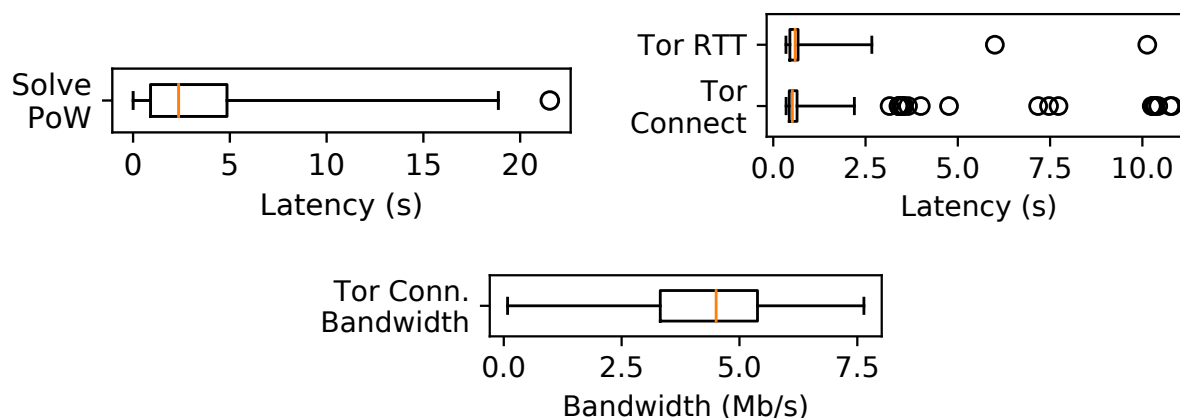 Solve
PoW
0 5 10 15 20
Latency (s)
Tor RTT
Tor
Connect
0.0 2.5 5.0 7.5 10.0
Latency (s)
Tor Conn.
Bandwidth
0.0 2.5 5.0 7.5
Bandwidth (Mb/s)